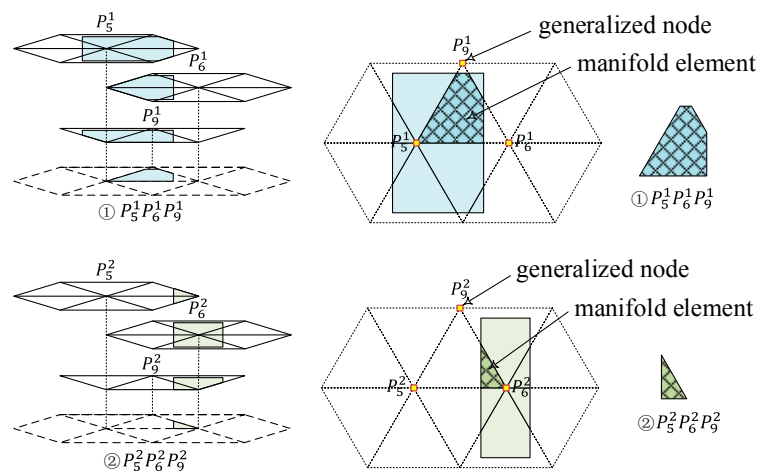 $P_5^1$
$P_6^1$
$P_9^1$
① $P_5^1P_6^1P_9^1$
generalized node
$P_9^1$
manifold element
$P_5^1$
$P_6^1$
① $P_5^1P_6^1P_9^1$
$P_5^2$
$P_6^2$
$P_9^2$
② $P_5^2P_6^2P_9^2$
generalized node
$P_9^2$
manifold element
$P_5^2$
$P_6^2$
② $P_5^2P_6^2P_9^2$